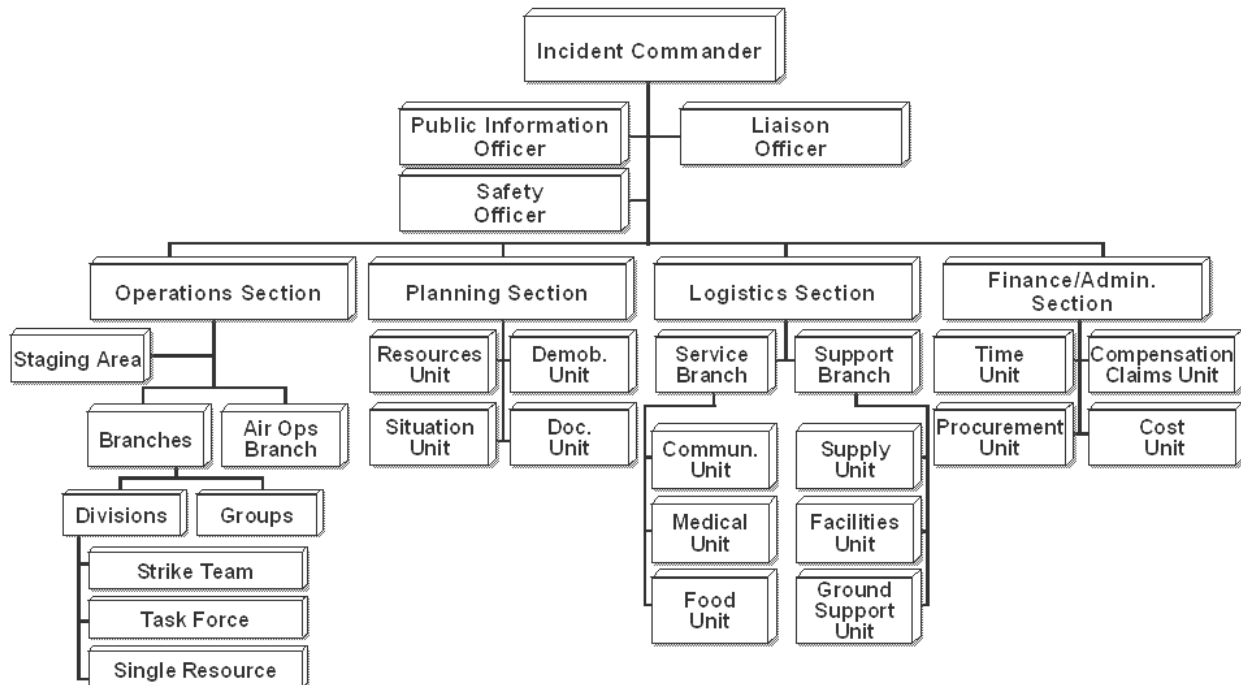 Incident Commander
Public Information
Officer
Liaison
Officer
Safety
Officer
Operations Section
Planning Section
Logistics Section
Finance/Admin.
Section
Staging Area
Resources
Unit
Demob.
Unit
Service
Branch
Support
Branch
Time
Unit
Compensation
Claims Unit
Branches
Air Ops
Branch
Situation
Unit
Doc.
Unit
Procurement
Unit
Cost
Unit
Commun.
Unit
Supply
Unit
Divisions
Groups
Medical
Unit
Facilities
Unit
Strike Team
Task Force
Food
Unit
Ground
Support
Unit
Single Resource